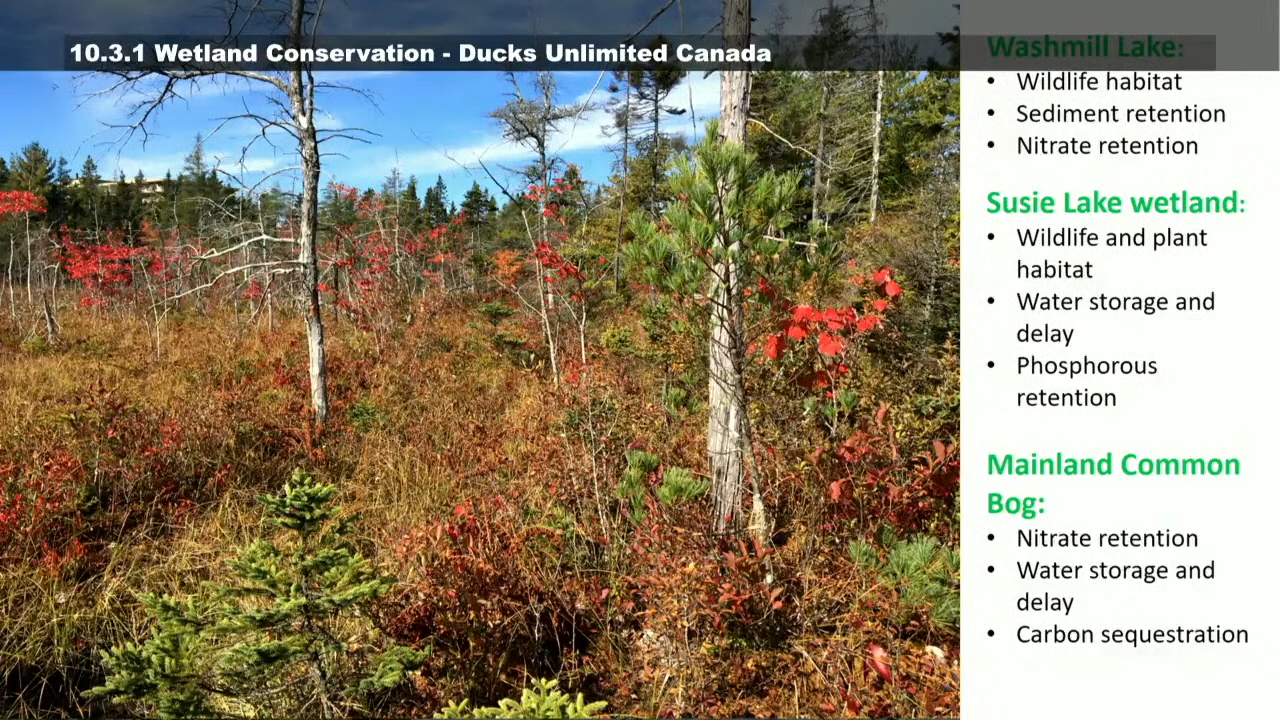 10.3.1 Wetland Conservation - Ducks Unlimited Canada
Washmill Lake:
• Wildlife habitat
• Sediment retention
• Nitrate retention
Susie Lake wetland:
• Wildlife and plant
habitat
• Water storage and
delay
• Phosphorous
retention
Mainland Common
Bog:
• Nitrate retention
• Water storage and
delay
• Carbon sequestration